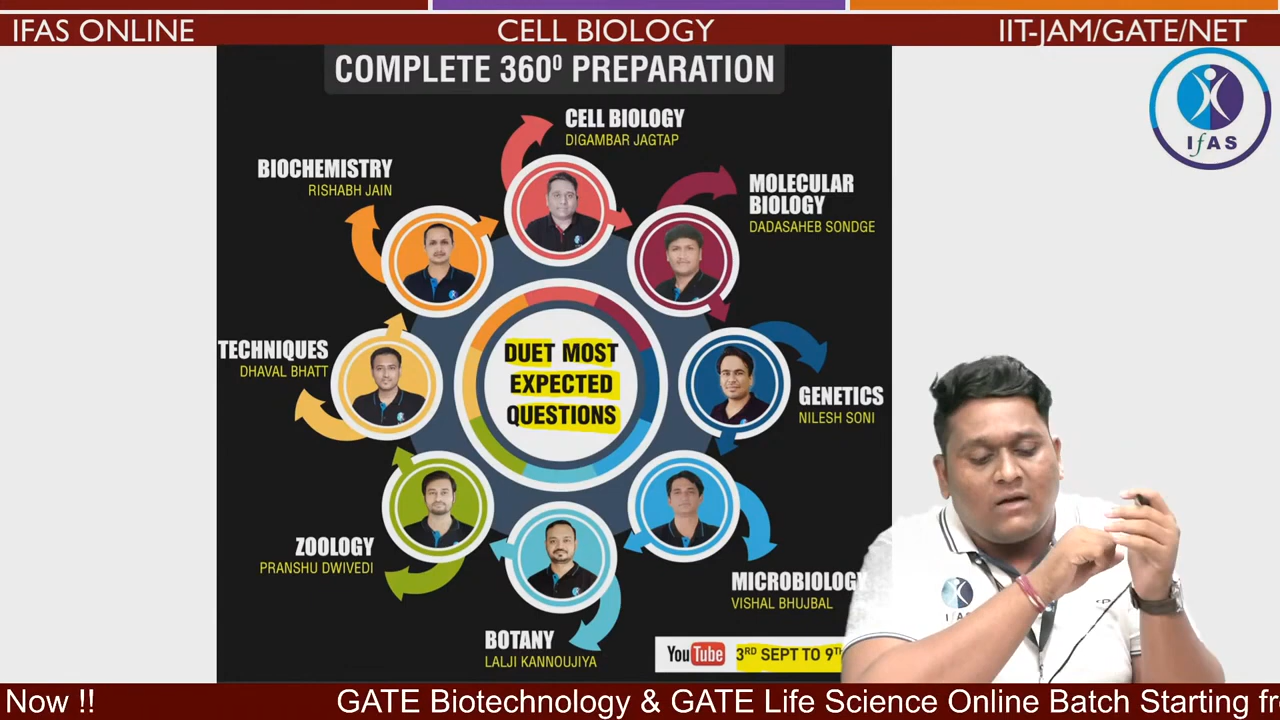 IFAS ONLINE
CELL BIOLOGY
IIT-JAM/GATE/NET
COMPLETE 360⁰ PREPARATION
IfAS
CELL BIOLOGY
DIGAMBAR JAGTAP
BIOCHEMISTRY
RISHABH JAIN
MOLECULAR
BIOLOGY
DADASAHEB SONDGE
TECHNIQUES
DHAVAL BHATT
DUET MOST
EXPECTED
QUESTIONS
GENETICS
NILESH SONI
ZOOLOGY
PRANSHU DWIVEDI
MICROBIOLOGY
VISHAL BHUJBAL
BOTANY
LALJI KANNOUJIYA
YouTube
3RD SEPT TO 9TH
IfAS
Now !!
GATE Biotechnology & GATE Life Science Online Batch Starting fr